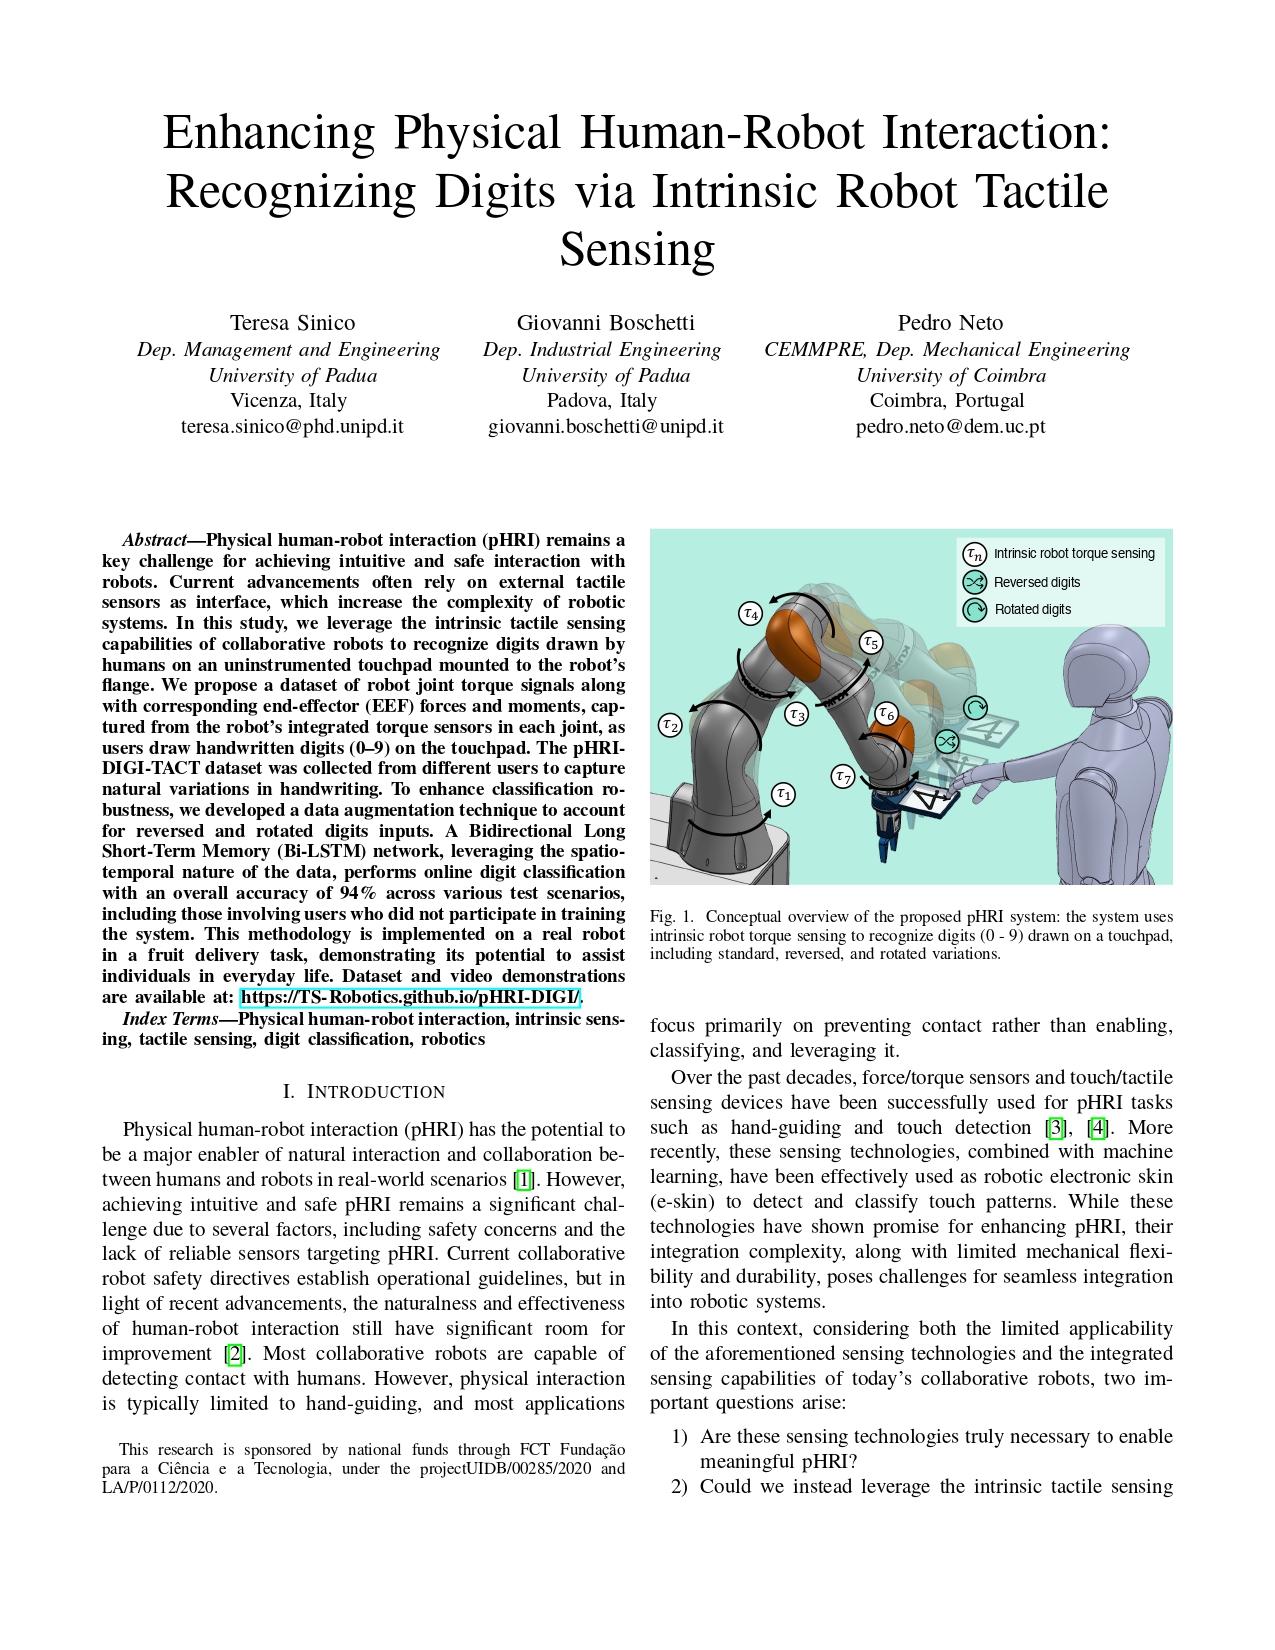 Enhancing Physical Human-Robot Interaction:
Recognizing Digits via Intrinsic Robot Tactile
Sensing
Teresa Sinico
Dep. Management and Engineering
University of Padua
Vicenza, Italy
teresa.sinico@phd.unipd.it
Giovanni Boschetti
Dep. Industrial Engineering
University of Padua
Padova, Italy
giovanni.boschetti@unipd.it
Pedro Neto
CEMMPRE, Dep. Mechanical Engineering
University of Coimbra
Coimbra, Portugal
pedro.neto@dem.uc.pt
Abstract—Physical human-robot interaction (pHRI) remains a
key challenge for achieving intuitive and safe interaction with
robots. Current advancements often rely on external tactile
sensors as interface, which increase the complexity of robotic
systems. In this study, we leverage the intrinsic tactile sensing
capabilities of collaborative robots to recognize digits drawn by
humans on an uninstrumented touchpad mounted to the robot's
flange. We propose a dataset of robot joint torque signals along
with corresponding end-effector (EEF) forces and moments, cap-
tured from the robot's integrated torque sensors in each joint, as
users draw handwritten digits (0–9) on the touchpad. The pHRI-
DIGI-TACT dataset was collected from different users to capture
natural variations in handwriting. To enhance classification ro-
bustness, we developed a data augmentation technique to account
for reversed and rotated digits inputs. A Bidirectional Long
Short-Term Memory (Bi-LSTM) network, leveraging the spatio-
temporal nature of the data, performs online digit classification
with an overall accuracy of 94% across various test scenarios,
including those involving users who did not participate in training
the system. This methodology is implemented on a real robot
in a fruit delivery task, demonstrating its potential to assist
individuals in everyday life. Dataset and video demonstrations
are available at: https://TS-Robotics.github.io/pHRI-DIGI/.
Index Terms—Physical human-robot interaction, intrinsic sens-
ing, tactile sensing, digit classification, robotics
I. INTRODUCTION
Physical human-robot interaction (pHRI) has the potential to
be a major enabler of natural interaction and collaboration be-
tween humans and robots in real-world scenarios [1]. However,
achieving intuitive and safe pHRI remains a significant chal-
lenge due to several factors, including safety concerns and the
lack of reliable sensors targeting pHRI. Current collaborative
robot safety directives establish operational guidelines, but in
light of recent advancements, the naturalness and effectiveness
of human-robot interaction still have significant room for
improvement [2]. Most collaborative robots are capable of
detecting contact with humans. However, physical interaction
is typically limited to hand-guiding, and most applications
This research is sponsored by national funds through FCT Fundação
para a Ciência e a Tecnologia, under the projectUIDB/00285/2020 and
LA/P/0112/2020.
τn Intrinsic robot torque sensing
Reversed digits
Rotated digits
τ4
τ5
τ2
τ3
τ6
τ7
τ1
4
4
4
Fig. 1. Conceptual overview of the proposed pHRI system: the system uses
intrinsic robot torque sensing to recognize digits (0 - 9) drawn on a touchpad,
including standard, reversed, and rotated variations.
focus primarily on preventing contact rather than enabling,
classifying, and leveraging it.
Over the past decades, force/torque sensors and touch/tactile
sensing devices have been successfully used for pHRI tasks
such as hand-guiding and touch detection [3], [4]. More
recently, these sensing technologies, combined with machine
learning, have been effectively used as robotic electronic skin
(e-skin) to detect and classify touch patterns. While these
technologies have shown promise for enhancing pHRI, their
integration complexity, along with limited mechanical flexi-
bility and durability, poses challenges for seamless integration
into robotic systems.
In this context, considering both the limited applicability
of the aforementioned sensing technologies and the integrated
sensing capabilities of today's collaborative robots, two im-
portant questions arise:
1) Are these sensing technologies truly necessary to enable
meaningful pHRI?
2) Could we instead leverage the intrinsic tactile sensing